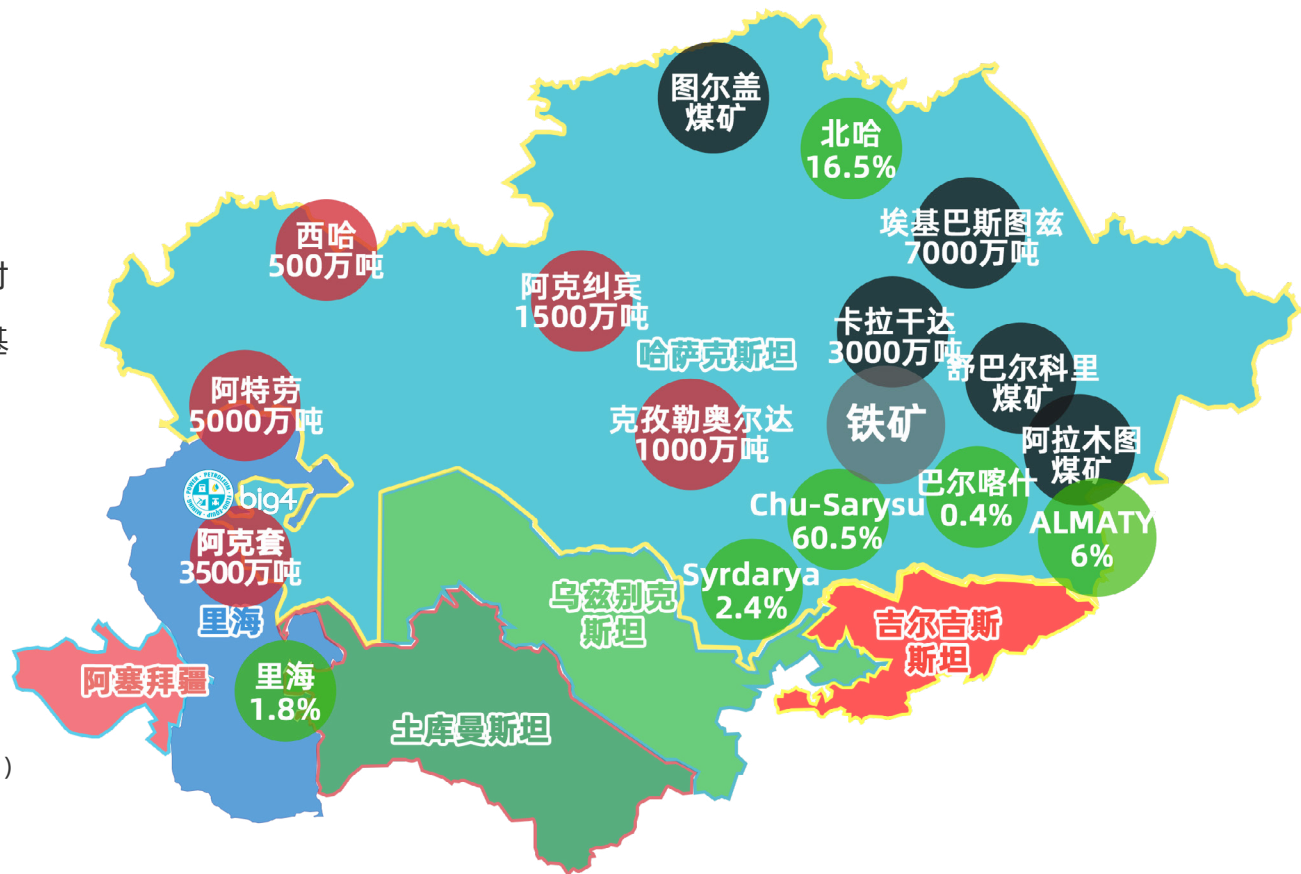 图尔盖
煤矿
北哈
16.5%
埃基巴斯图兹
7000万吨
西哈
500万吨
阿克纠宾
1500万吨
卡拉干达
3000万吨
哈萨克斯坦
舒巴尔科里
煤矿
阿特劳
5000万吨
克孜勒奥尔达
1000万吨
铁矿
阿拉木图
煤矿
big4
巴尔喀什
0.4%
Chu-Sarysu
60.5%
ALMATY
6%
阿克套
3500万吨
Syrdarya
2.4%
里海
乌兹别克
斯坦
吉尔吉斯
斯坦
阿塞拜疆
里海
1.8%
土库曼斯坦
)